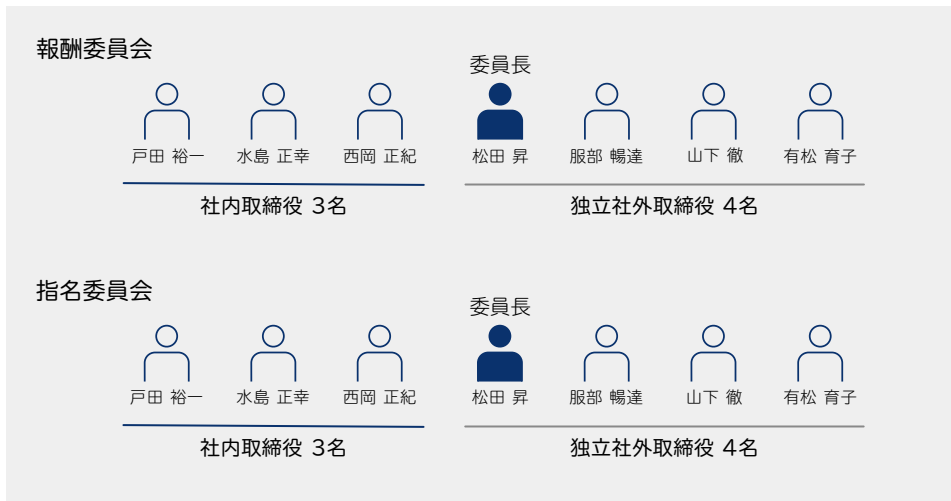 報酬委員会
委員長
戸田 裕一 水島 正幸 西岡 正紀 松田 昇 服部 暢達 山下 徹 有松 育子
社内取締役 3名 独立社外取締役 4名
指名委員会
委員長
戸田 裕一 水島 正幸 西岡 正紀 松田 昇 服部 暢達 山下 徹 有松 育子
社内取締役 3名 独立社外取締役 4名